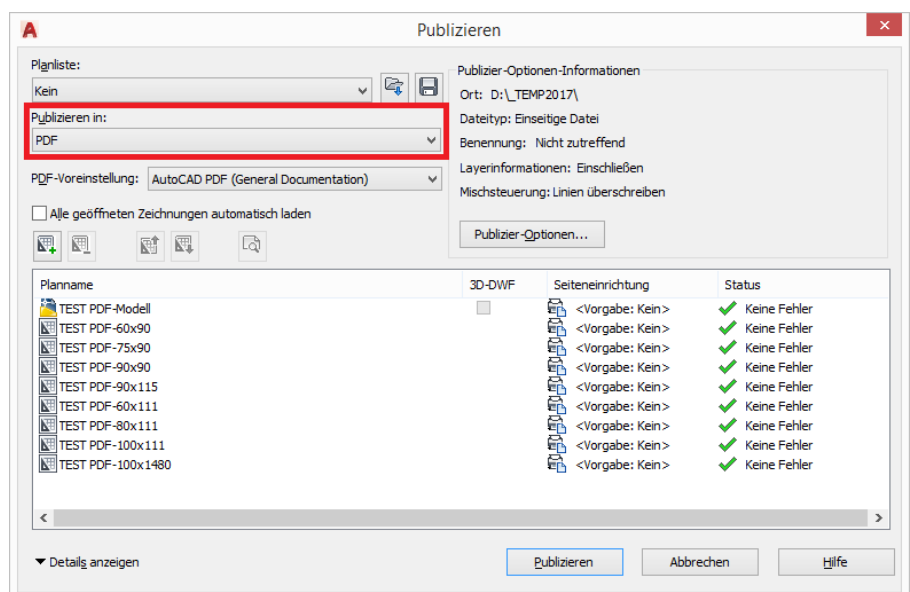 Publizieren
Planliste:
Kein
Publizieren in:
PDF
PDF-Voreinstellung: AutoCAD PDF (General Documentation)
Alle geöffneten Zeichnungen automatisch laden
Publizier-Optionen-Informationen
Ort: D:\_TEMP2017\
Dateityp: Einseitige Datei
Benennung: Nicht zutreffend
Layerinformationen: Einschließen
Mischsteuerung: Linien überschreiben
Publizier-Optionen...
Planname 3D-DWF Seiteneinrichtung Status
TEST PDF-Modell <Vorgabe: Kein> Keine Fehler
TEST PDF-60x90 <Vorgabe: Kein> Keine Fehler
TEST PDF-75x90 <Vorgabe: Kein> Keine Fehler
TEST PDF-90x90 <Vorgabe: Kein> Keine Fehler
TEST PDF-90x115 <Vorgabe: Kein> Keine Fehler
TEST PDF-60x111 <Vorgabe: Kein> Keine Fehler
TEST PDF-80x111 <Vorgabe: Kein> Keine Fehler
TEST PDF-100x111 <Vorgabe: Kein> Keine Fehler
TEST PDF-100x1480 <Vorgabe: Kein> Keine Fehler
Details anzeigen
Publizieren Abbrechen Hilfe